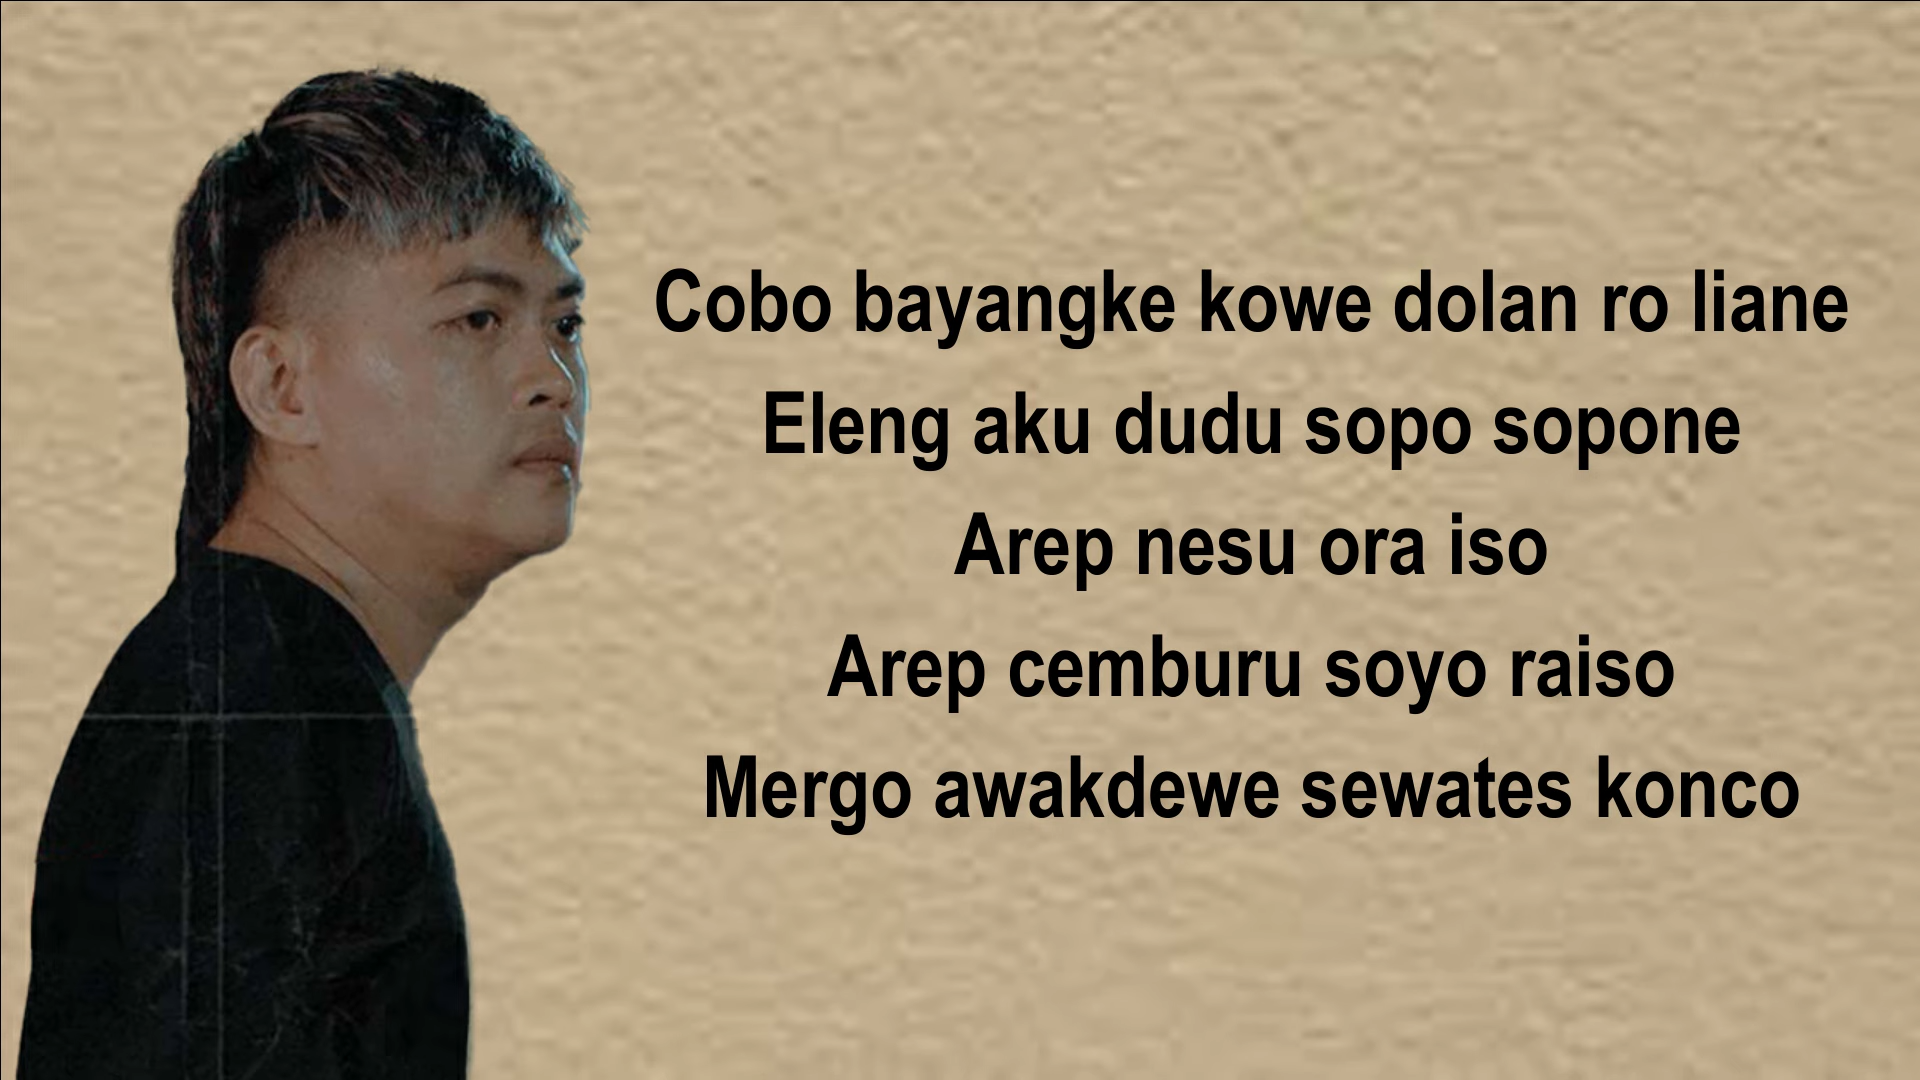 Cobo bayangke kowe dolan ro liane
Eleng aku dudu sopo sopone
Arep nesu ora iso
Arep cemburu soyo raiso
Mergo awakdewe sewates konco